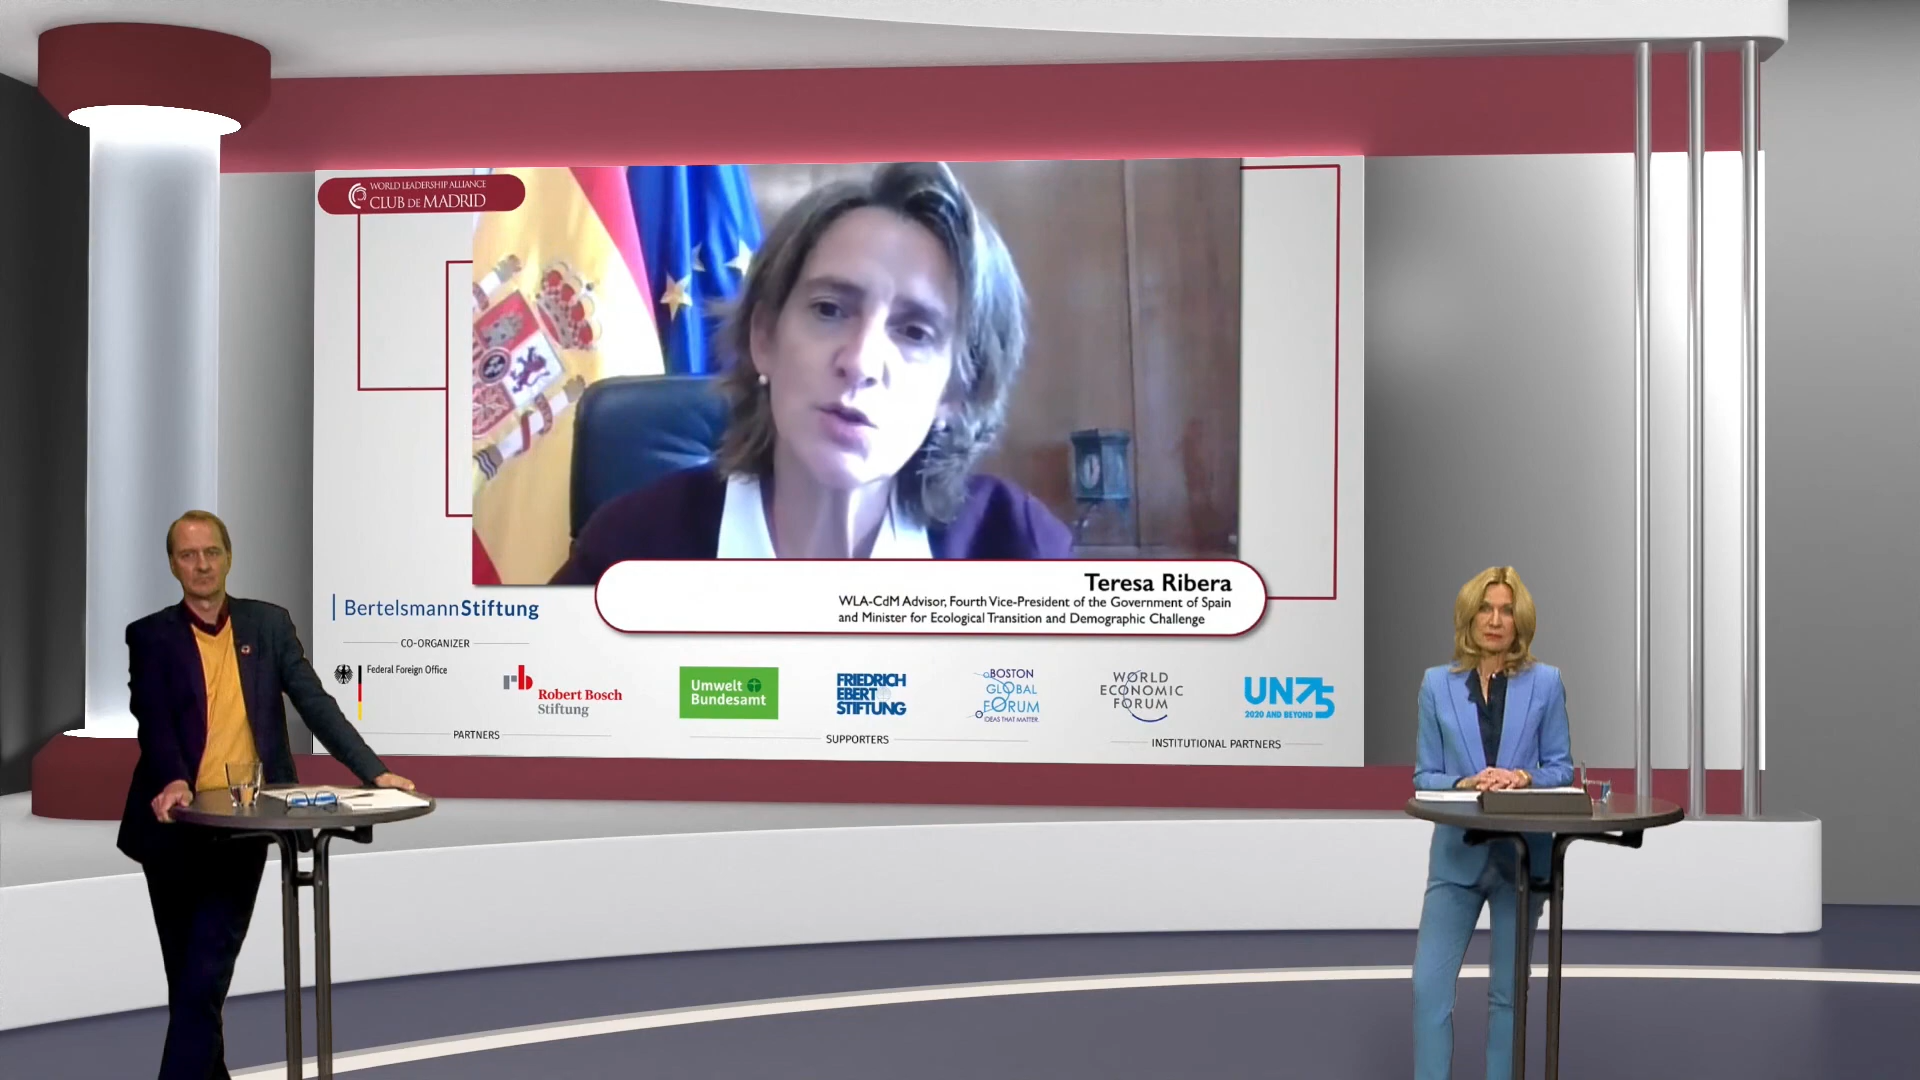 WORLD LEADERSHIP ALLIANCE
CLUB DE MADRID
Teresa Ribera
WLA-CdM Advisor, Fourth Vice-President of the Government of Spain
and Minister for Ecological Transition and Demographic Challenge
BertelsmannStiftung
CO-ORGANIZER
Federal Foreign Office
rb
Robert Bosch
Stiftung
Umwelt
Bundesamt
FRIEDRICH
EBERT
STIFTUNG
BOSTON
GLOBAL
FORUM
IDEAS THAT MATTER.
WORLD
ECONOMIC
FORUM
UN75
2020 AND BEYOND
PARTNERS
SUPPORTERS
INSTITUTIONAL PARTNERS